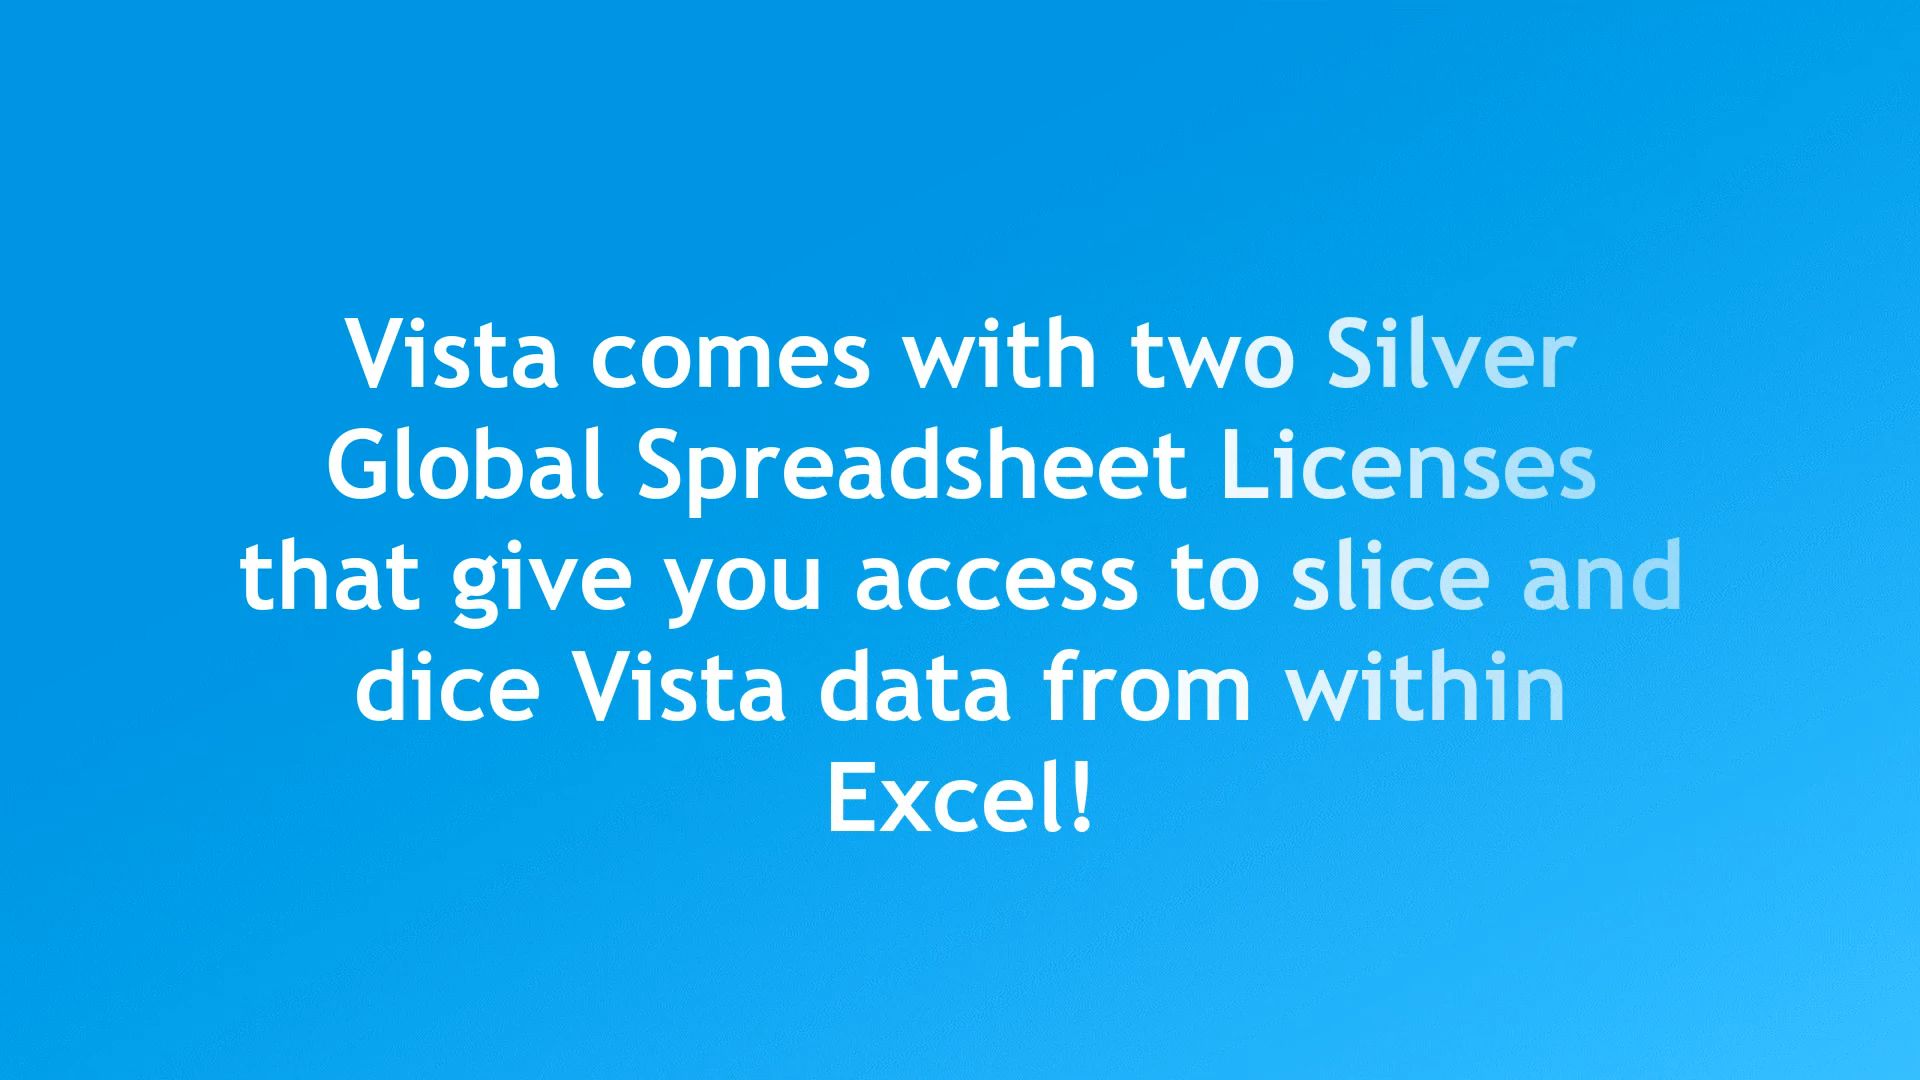 Vista comes with two Silver
Global Spreadsheet Licenses
that give you access to slice and
dice Vista data from within
Excel!